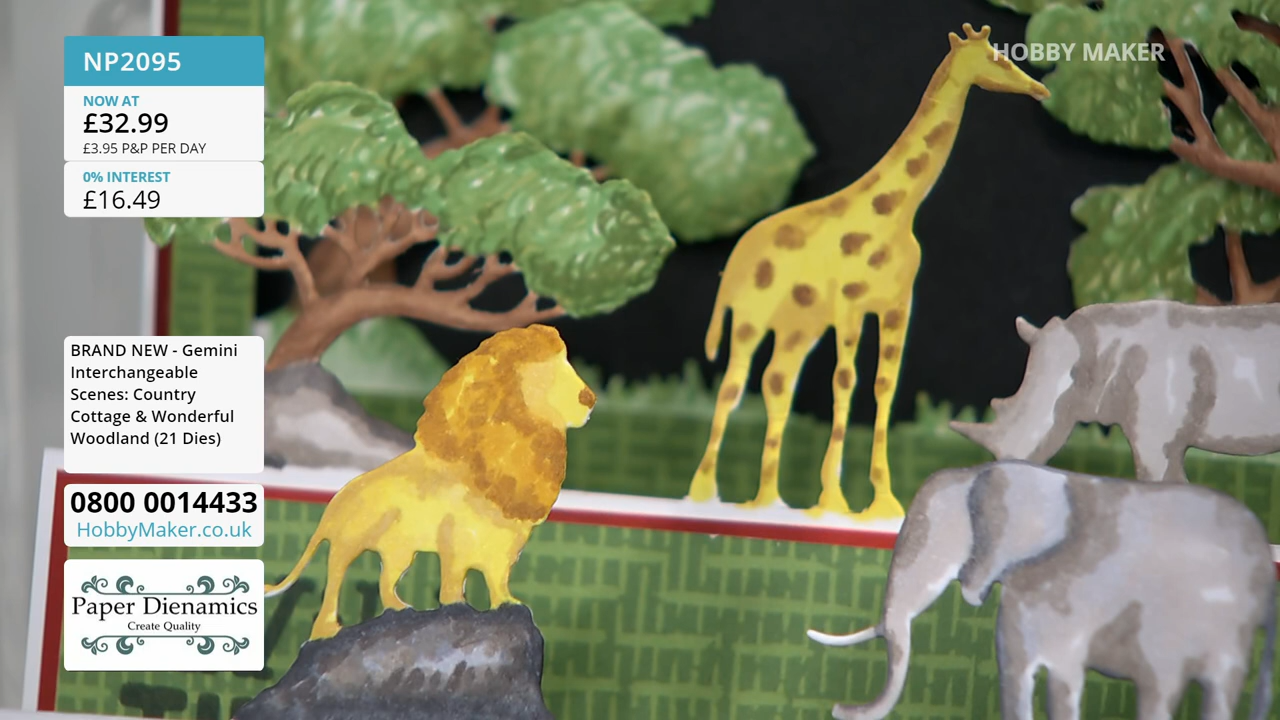 NP2095
NOW AT
£32.99
£3.95 P&P PER DAY
0% INTEREST
£16.49
BRAND NEW - Gemini
Interchangeable
Scenes: Country
Cottage & Wonderful
Woodland (21 Dies)
0800 0014433
HobbyMaker.co.uk
Paper Dienamics
Create Quality
HOBBY MAKER